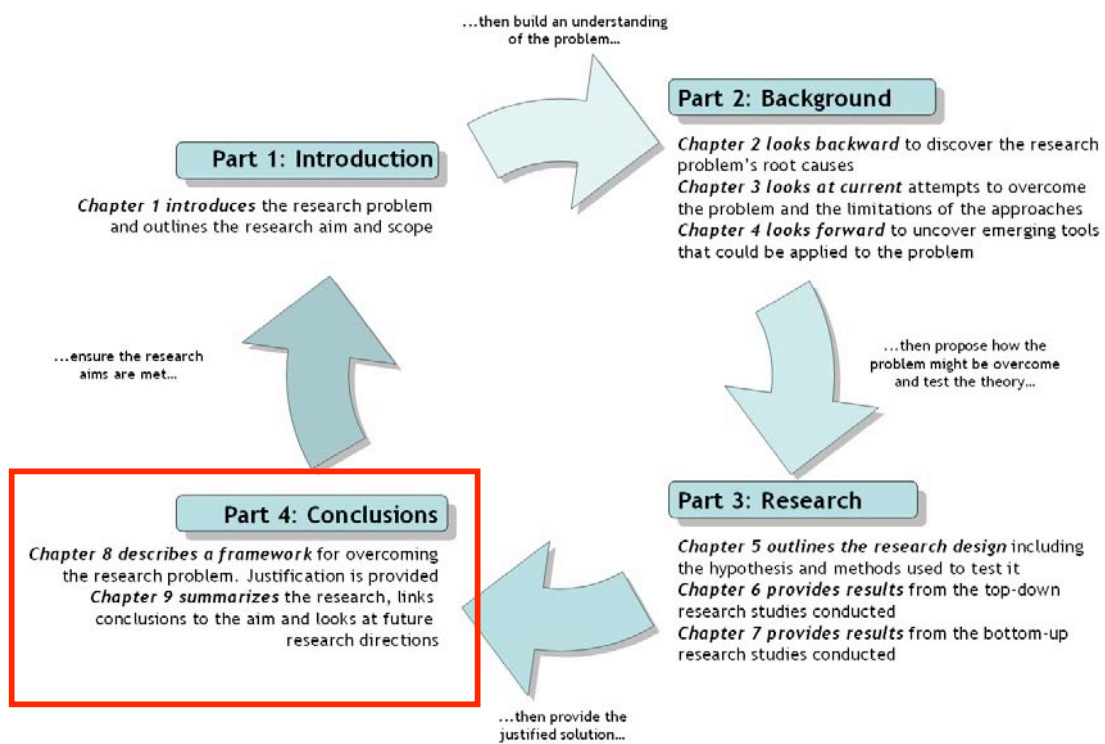 ...then build an understanding
of the problem...
Part 1: Introduction
Chapter 1 introduces the research problem
and outlines the research aim and scope
Part 2: Background
Chapter 2 looks backward to discover the research
problem's root causes
Chapter 3 looks at current attempts to overcome
the problem and the limitations of the approaches
Chapter 4 looks forward to uncover emerging tools
that could be applied to the problem
...then propose how the
problem might be overcome
and test the theory...
Part 3: Research
Chapter 5 outlines the research design including
the hypothesis and methods used to test it
Chapter 6 provides results from the top-down
research studies conducted
Chapter 7 provides results from the bottom-up
research studies conducted
...then provide the
justified solution...
Part 4: Conclusions
Chapter 8 describes a framework for overcoming
the research problem. Justification is provided
Chapter 9 summarizes the research, links
conclusions to the aim and looks at future
research directions
...ensure the research
aims are met...